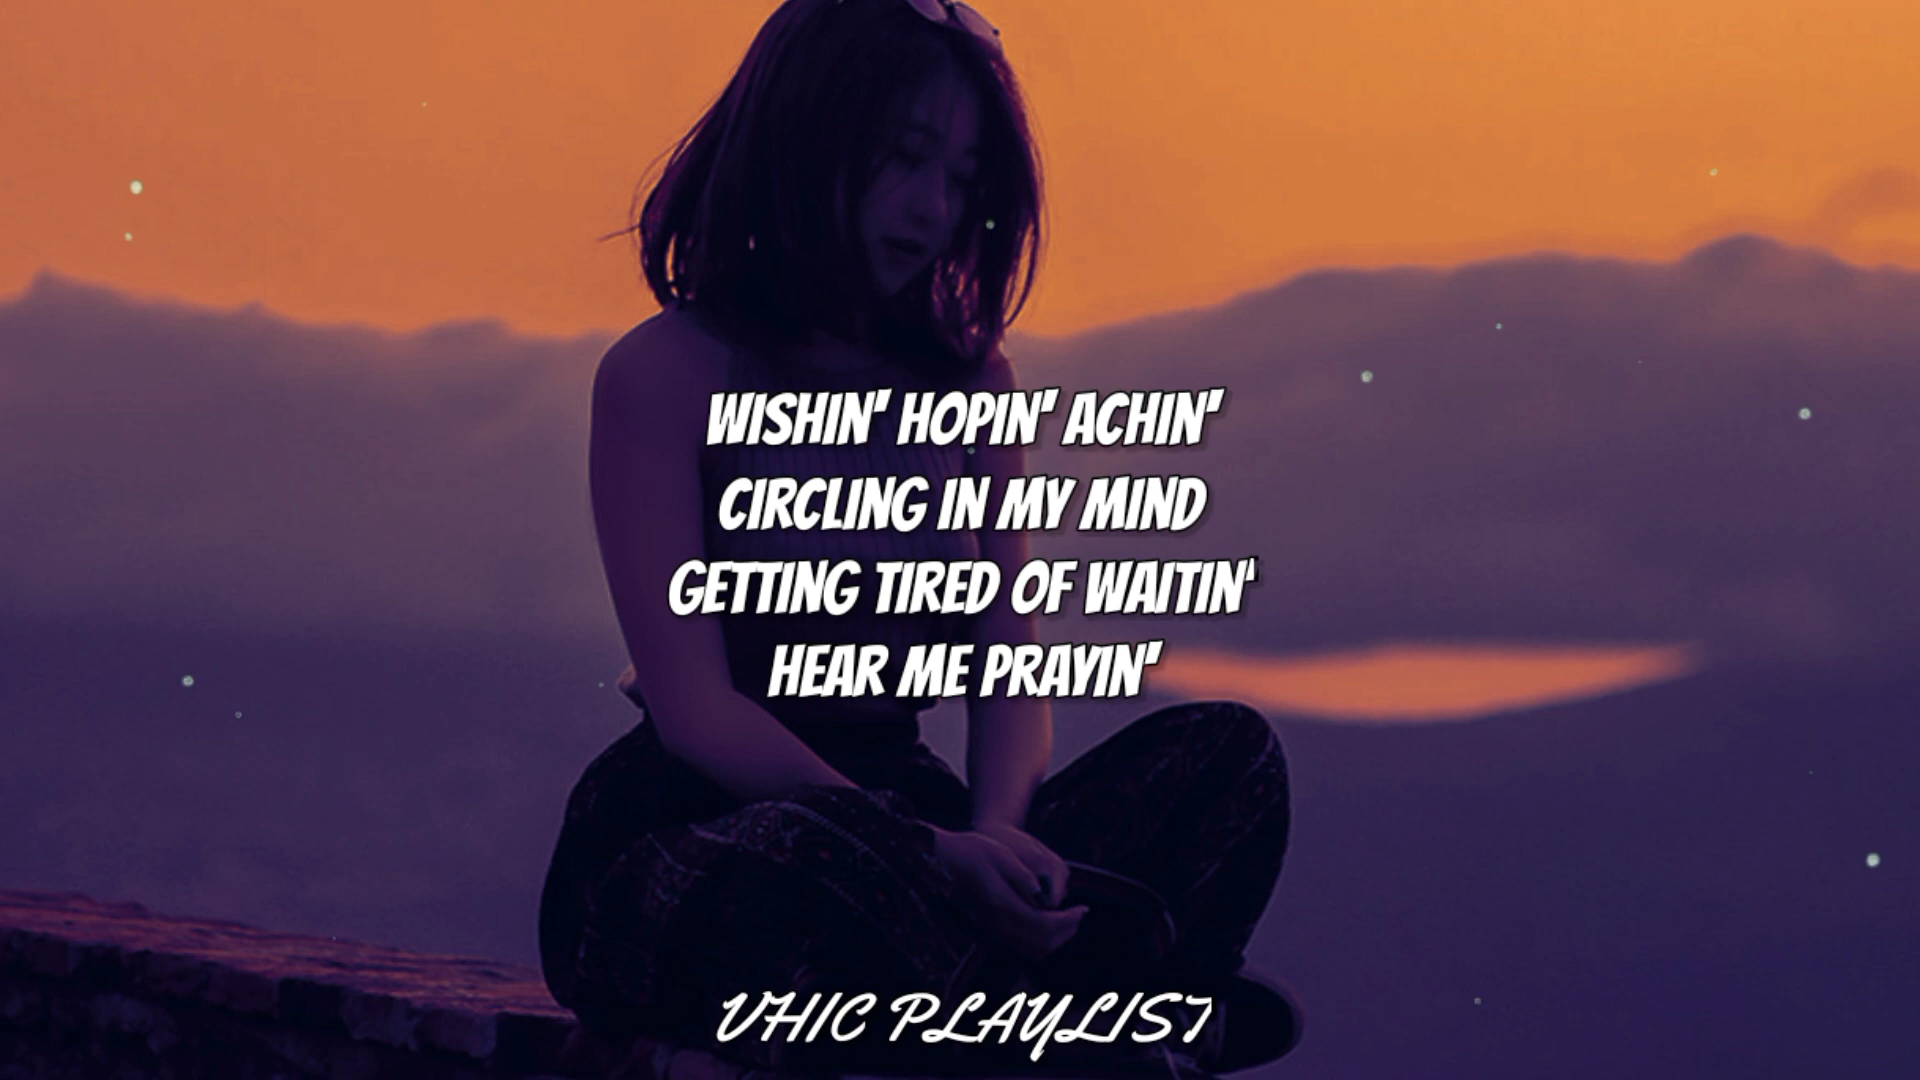 WISHIN' HOPIN' ACHIN'
CIRCLING IN MY MIND
GETTING TIRED OF WAITIN'
HEAR ME PRAYIN'
VHIC PLAYLIST